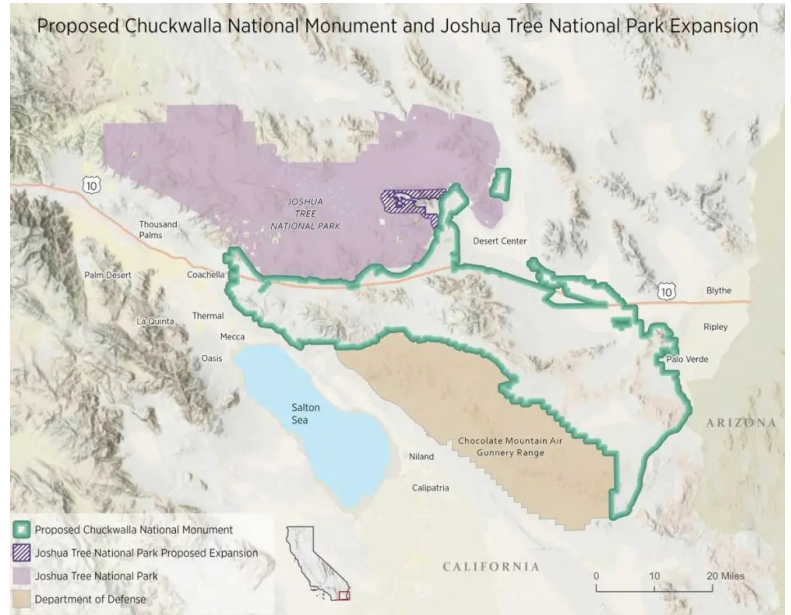 Proposed Chuckwalla National Monument and Joshua Tree National Park Expansion
10
JOSHUA
TREE
NATIONAL PARK
Thousand
Palms
Desert Center
Palm Desert
Coachella
10
Blythe
La Quinta
Thermal
Ripley
Mecca
Oasis
Palo Verde
Salton
Sea
ARIZONA
Chocolate Mountain Air
Gunnery Range
Niland
Calipatria
Proposed Chuckwalla National Monument
Joshua Tree National Park Proposed Expansion
Joshua Tree National Park
Department of Defense
CALIFORNIA
0 10 20 Miles